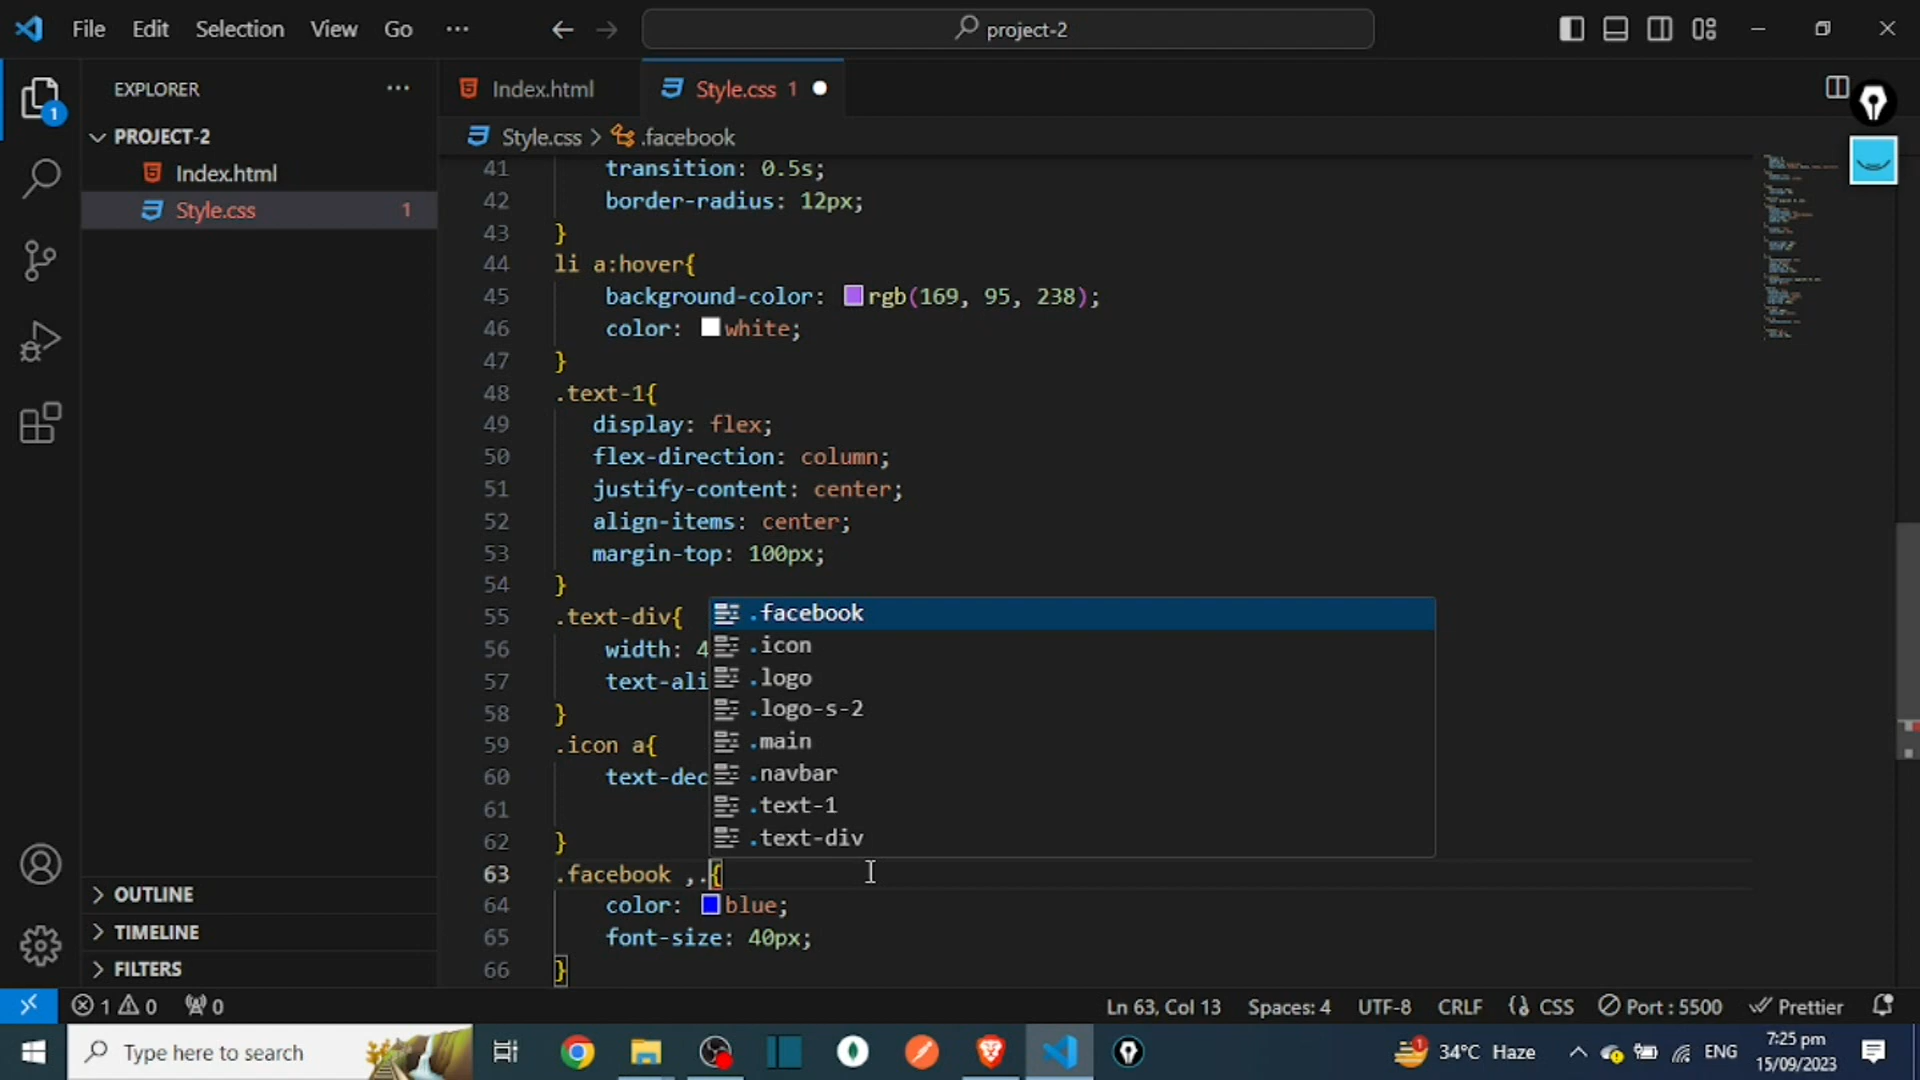 File Edit Selection View Go ··· project-2
EXPLORER ···
Index.html Style.css 1
PROJECT-2
Style.css > .facebook
Index.html
Style.css 1
1
41 transition: 0.5s;
42 border-radius: 12px;
43 }
44 li a:hover{
45 background-color: rgb(169, 95, 238);
46 color: white;
47 }
48 .text-1{
49 display: flex;
50 flex-direction: column;
51 justify-content: center;
52 align-items: center;
53 margin-top: 100px;
54 }
55 .text-div{
56 width: 4
57 text-ali
58 }
59 .icon a{
60 text-dec
61
62 }
63 .facebook ,.{
64 color: blue;
65 font-size: 40px;
66 }
.facebook
.icon
.logo
.logo-s-2
.main
.navbar
.text-1
.text-div
OUTLINE
TIMELINE
FILTERS
1 0 0 Ln 63, Col 13 Spaces: 4 UTF-8 CRLF {} CSS Port : 5500 Prettier
Type here to search 1 34°C Haze ENG 7:25 pm
15/09/2023